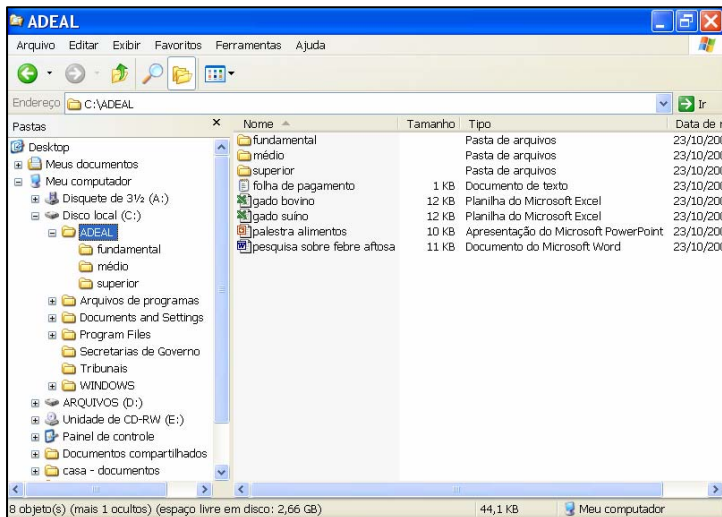 ADEAL
Arquivo Editar Exibir Favoritos Ferramentas Ajuda
Endereço C:\ADEAL Ir
Pastas
Desktop
Meus documentos
Meu computador
Disquete de 3½ (A:)
Disco local (C:)
ADEAL
fundamental
médio
superior
Arquivos de programas
Documents and Settings
Program Files
Secretarias de Governo
Tribunais
WINDOWS
ARQUIVOS (D:)
Unidade de CD-RW (E:)
Painel de controle
Documentos compartilhados
casa - documentos
Nome Tamanho Tipo Data de
fundamental Pasta de arquivos 23/10/200
médio Pasta de arquivos 23/10/200
superior Pasta de arquivos 23/10/200
folha de pagamento 1 KB Documento de texto 23/10/200
gado bovino 12 KB Planilha do Microsoft Excel 23/10/200
gado suíno 12 KB Planilha do Microsoft Excel 23/10/200
palestra alimentos 10 KB Apresentação do Microsoft PowerPoint 23/10/200
pesquisa sobre febre aftosa 11 KB Documento do Microsoft Word 23/10/200
8 objeto(s) (mais 1 ocultos) (espaço livre em disco: 2,66 GB) 44,1 KB Meu computador